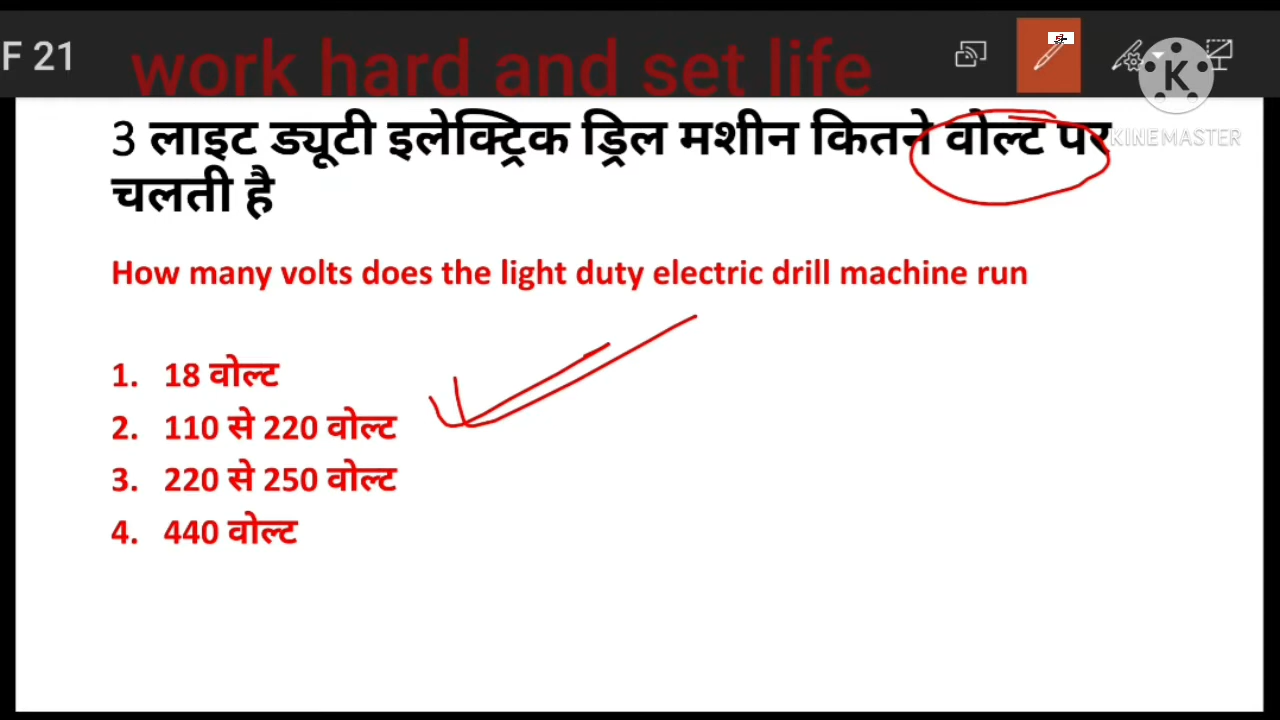 F 21
work hard and set life
K
KINEMASTER
3 लाइट ड्यूटी इलेक्ट्रिक ड्रिल मशीन कितने वोल्ट पर
चलती है
How many volts does the light duty electric drill machine run
1. 18 वोल्ट
2. 110 से 220 वोल्ट
3. 220 से 250 वोल्ट
4. 440 वोल्ट